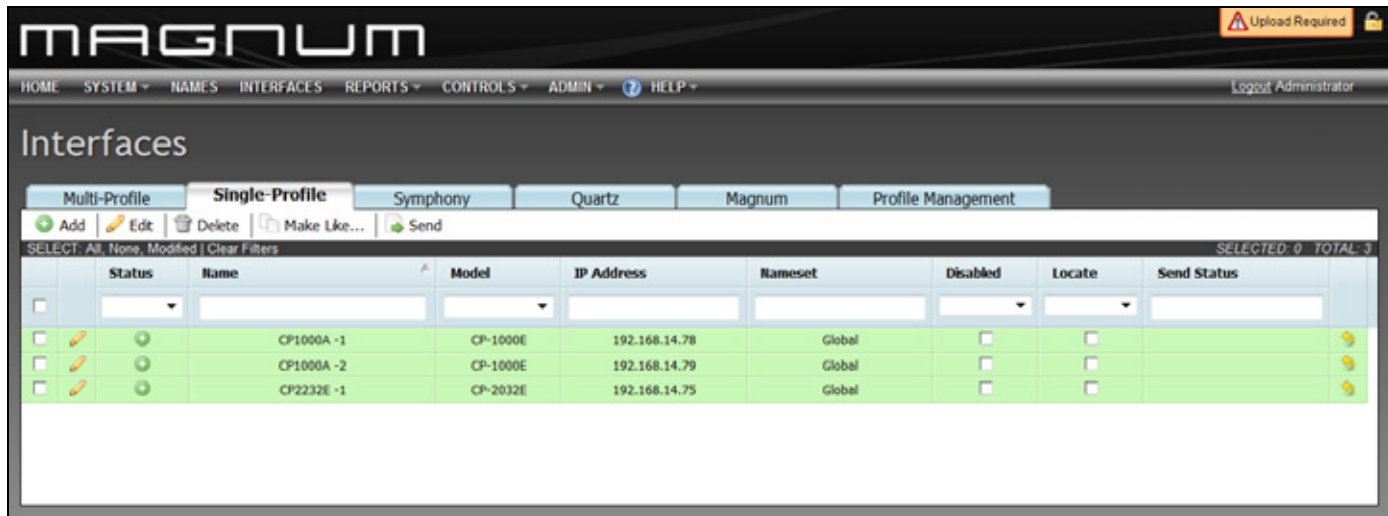 MAGNUM
Upload Required
HOME SYSTEM NAMES INTERFACES REPORTS CONTROLS ADMIN ? HELP Logout Administrator
Interfaces
Multi-Profile Single-Profile Symphony Quartz Magnum Profile Management
Add Edit Delete Make Like... Send
SELECT: All, None, Modified | Clear Filters SELECTED: 0 TOTAL: 3
Status Name Model IP Address Nameset Disabled Locate Send Status
CP1000A -1 CP-1000E 192.168.14.78 Global
CP1000A -2 CP-1000E 192.168.14.79 Global
CP2232E -1 CP-2032E 192.168.14.75 Global